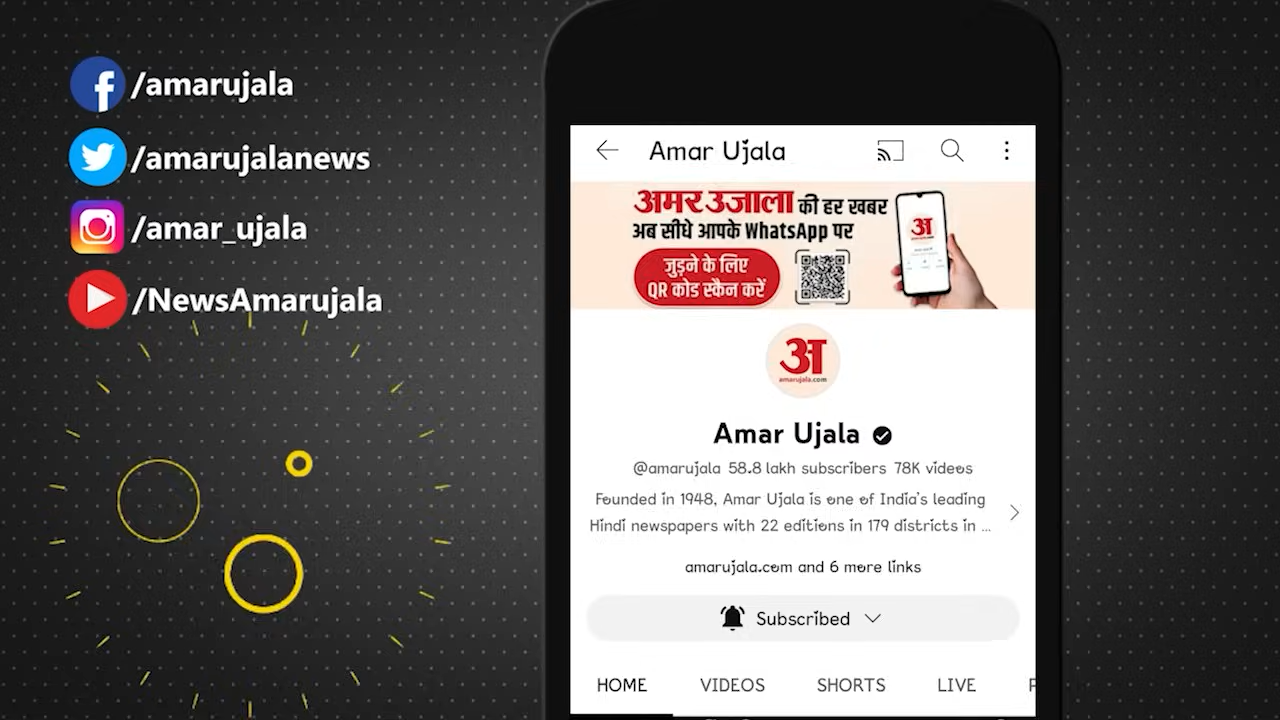 /amarujala
/amarujalanews
/amar_ujala
/NewsAmarujala
Amar Ujala
अमर उजाला की हर खबर
अब सीधे आपके WhatsApp पर
जुड़ने के लिए
QR कोड स्कैन करें
अ
अ
amarujala.com
Amar Ujala
@amarujala 58.8 lakh subscribers 78K videos
Founded in 1948, Amar Ujala is one of India's leading
Hindi newspapers with 22 editions in 179 districts in ...
amarujala.com and 6 more links
Subscribed
HOME VIDEOS SHORTS LIVE